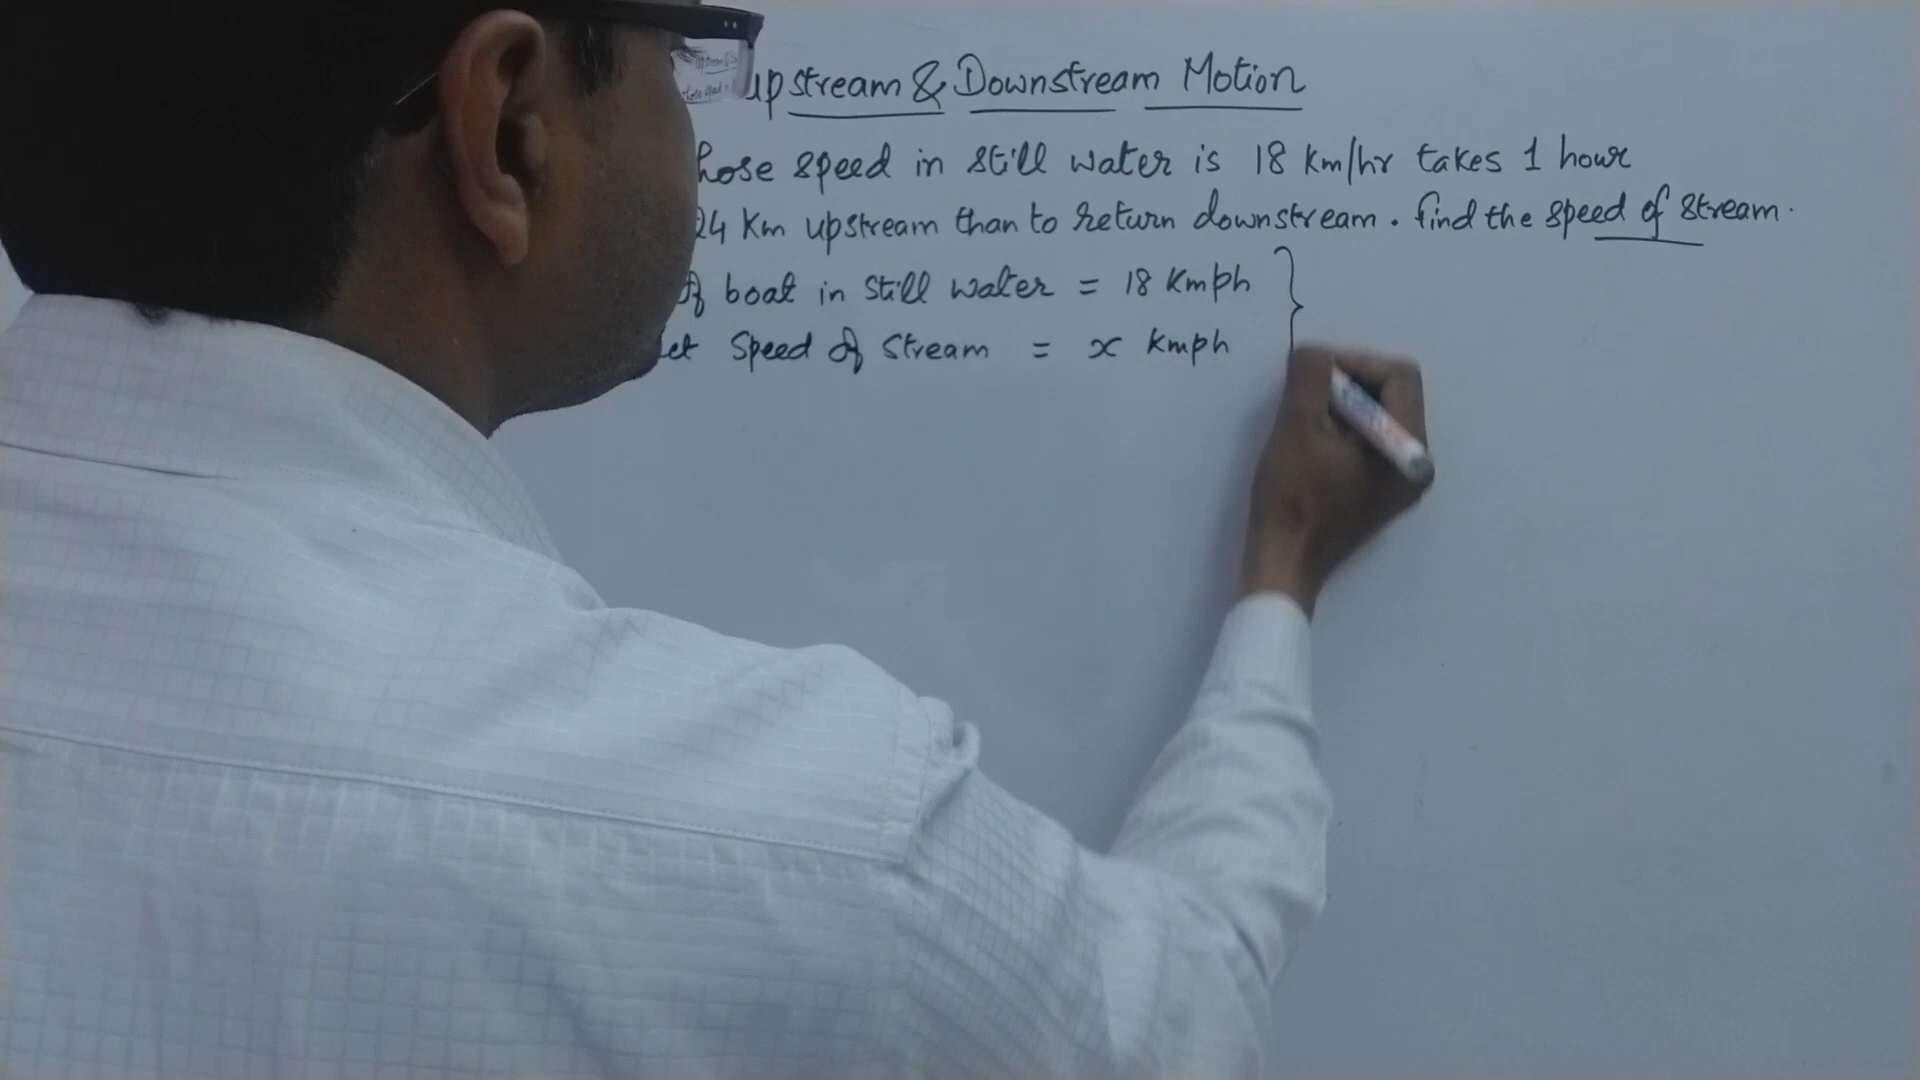 Upstream & Downstream Motion
hose speed in still water is 18 Km/hr takes 1 hour
24 Km upstream than to return downstream. find the speed of stream.
of boat in still water = 18 Kmph
Let Speed of Stream = x Kmph